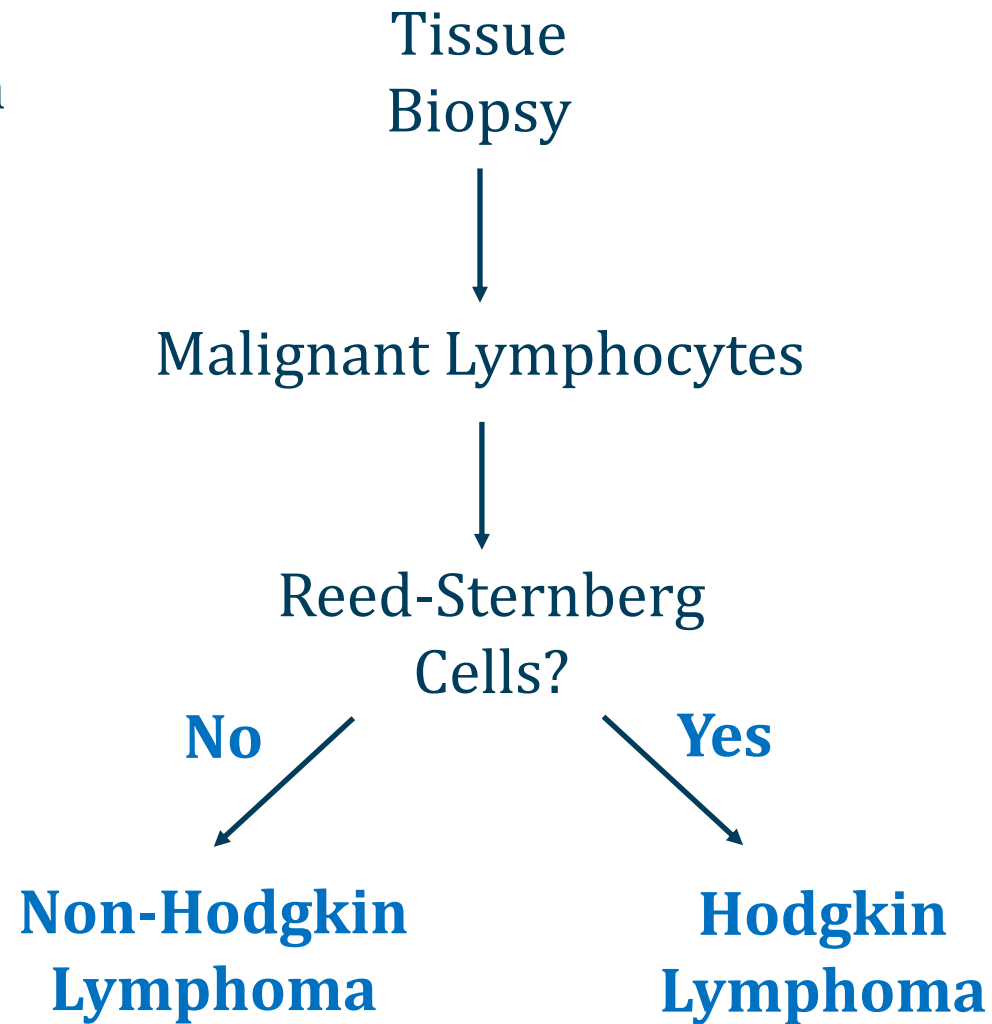 Tissue
Biopsy
Malignant Lymphocytes
Reed-Sternberg
Cells?
No
Yes
Non-Hodgkin
Lymphoma
Hodgkin
Lymphoma